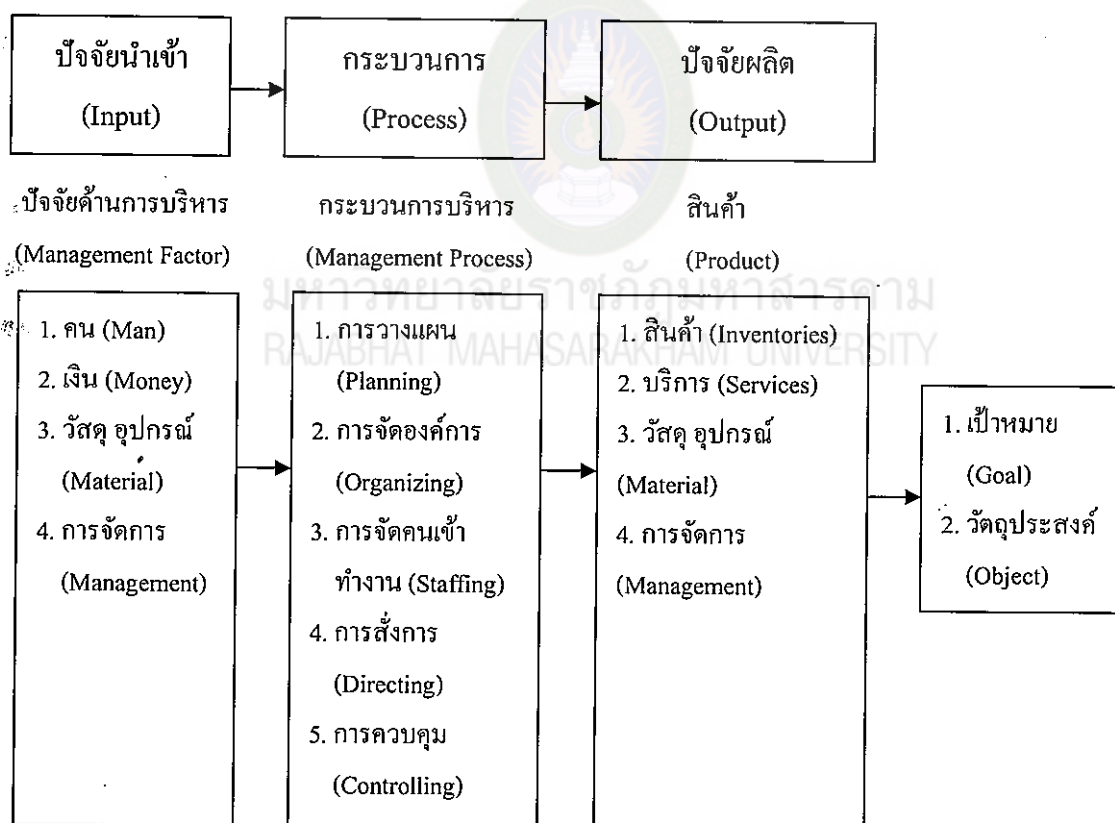 ปัจจัยนำเข้า
(Input)
กระบวนการ
(Process)
ปัจจัยผลิต
(Output)
ปัจจัยด้านการบริหาร
(Management Factor)
กระบวนการบริหาร
(Management Process)
สินค้า
(Product)
มหาวิทยาลัยราชภัฏมหาสารคาม
RAJABHAT MAHASARAKHAM UNIVERSITY
1. คน (Man)
2. เงิน (Money)
3. วัสดุ อุปกรณ์
(Material)
4. การจัดการ
(Management)
1. การวางแผน
(Planning)
2. การจัดองค์การ
(Organizing)
3. การจัดคนเข้า
ทำงาน (Staffing)
4. การสั่งการ
(Directing)
5. การควบคุม
(Controlling)
1. สินค้า (Inventories)
2. บริการ (Services)
3. วัสดุ อุปกรณ์
(Material)
4. การจัดการ
(Management)
1. เป้าหมาย
(Goal)
2. วัตถุประสงค์
(Object)